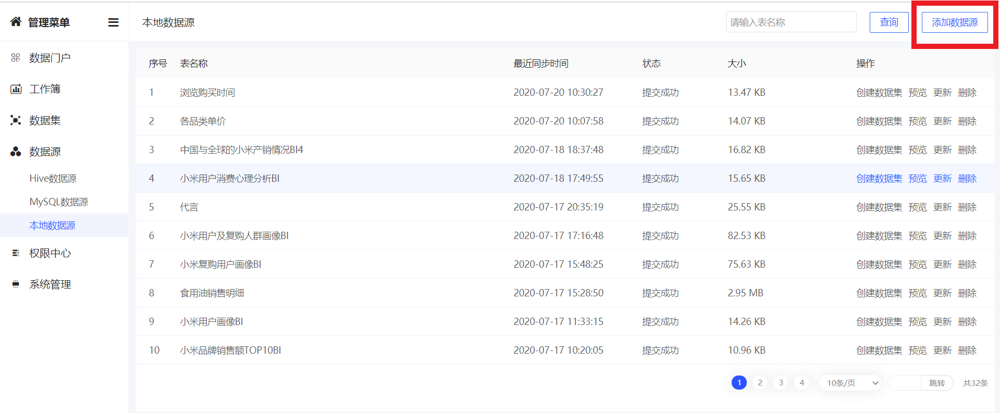 管理菜单
本地数据源
请输入表名称
查询
添加数据源
数据门户
工作簿
数据集
数据源
Hive数据源
MySQL数据源
本地数据源
权限中心
系统管理
序号 表名称 最近同步时间 状态 大小 操作
1 浏览购买时间 2020-07-20 10:30:27 提交成功 13.47 KB 创建数据集 预览 更新 删除
2 各品类单价 2020-07-20 10:07:58 提交成功 14.07 KB 创建数据集 预览 更新 删除
3 中国与全球的小米产销情况BI4 2020-07-18 18:37:48 提交成功 16.82 KB 创建数据集 预览 更新 删除
4 小米用户消费心理分析BI 2020-07-18 17:49:55 提交成功 15.65 KB 创建数据集 预览 更新 删除
5 代言 2020-07-17 20:35:19 提交成功 25.55 KB 创建数据集 预览 更新 删除
6 小米用户及复购人群画像BI 2020-07-17 17:16:48 提交成功 82.53 KB 创建数据集 预览 更新 删除
7 小米复购用户画像BI 2020-07-17 15:48:25 提交成功 75.63 KB 创建数据集 预览 更新 删除
8 食用油销售明细 2020-07-17 15:28:50 提交成功 2.95 MB 创建数据集 预览 更新 删除
9 小米用户画像BI 2020-07-17 11:33:15 提交成功 14.26 KB 创建数据集 预览 更新 删除
10 小米品牌销售额TOP10BI 2020-07-17 10:20:05 提交成功 10.96 KB 创建数据集 预览 更新 删除
1 2 3 4 10条/页 跳转 共32条